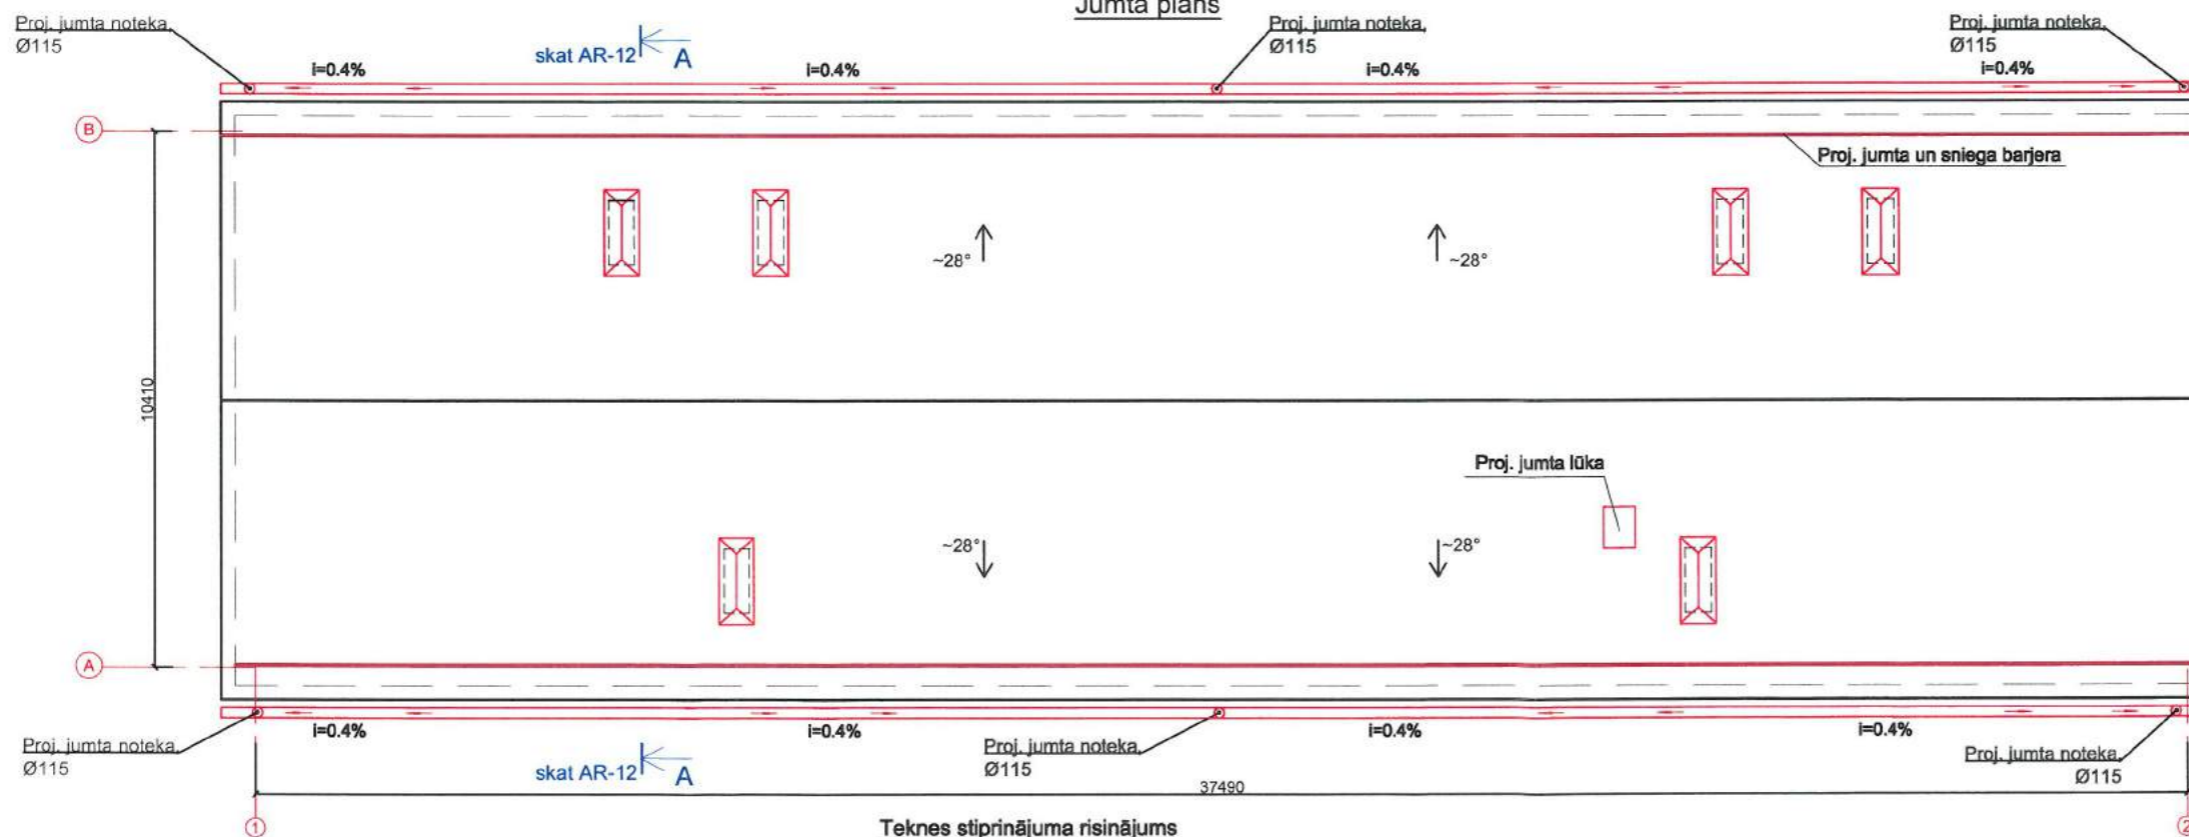 Jumta plāns
Proj. jumta noteka,
Ø115
skat AR-12
A
Proj. jumta noteka,
Ø115
Proj. jumta noteka,
Ø115
i=0.4%
i=0.4%
i=0.4%
i=0.4%
B
Proj. jumta un sniega barjera
~28°
~28°
10410
Proj. jumta lūka
~28°
~28°
A
i=0.4%
i=0.4%
i=0.4%
i=0.4%
Proj. jumta noteka,
Ø115
skat AR-12
A
Proj. jumta noteka,
Ø115
Proj. jumta noteka,
Ø115
37490
1
Teknes stiprinājuma risinājums
2